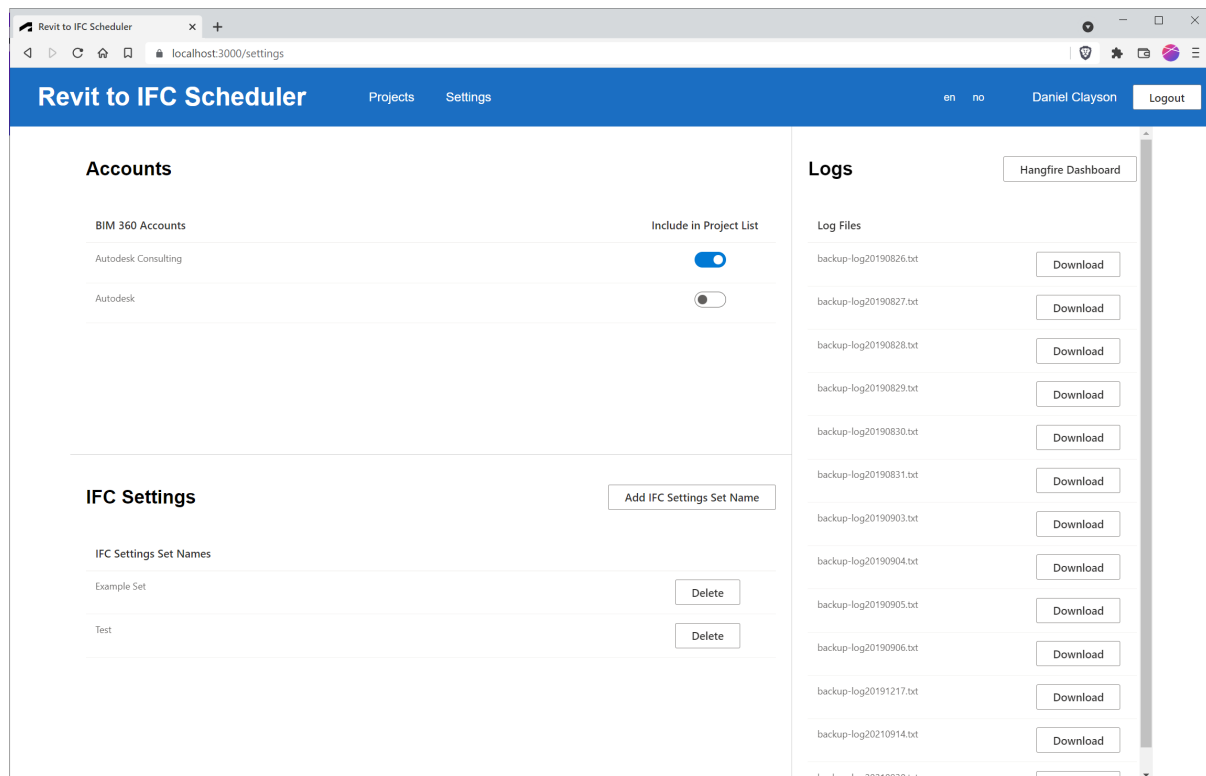 Revit to IFC Scheduler
localhost:3000/settings
Revit to IFC Scheduler Projects Settings en no Daniel Clayson Logout
Accounts
BIM 360 Accounts Include in Project List
Autodesk Consulting
Autodesk
IFC Settings Add IFC Settings Set Name
IFC Settings Set Names
Example Set Delete
Test Delete
Logs Hangfire Dashboard
Log Files
backup-log20190826.txt Download
backup-log20190827.txt Download
backup-log20190828.txt Download
backup-log20190829.txt Download
backup-log20190830.txt Download
backup-log20190831.txt Download
backup-log20190903.txt Download
backup-log20190904.txt Download
backup-log20190905.txt Download
backup-log20190906.txt Download
backup-log20191217.txt Download
backup-log20210914.txt Download